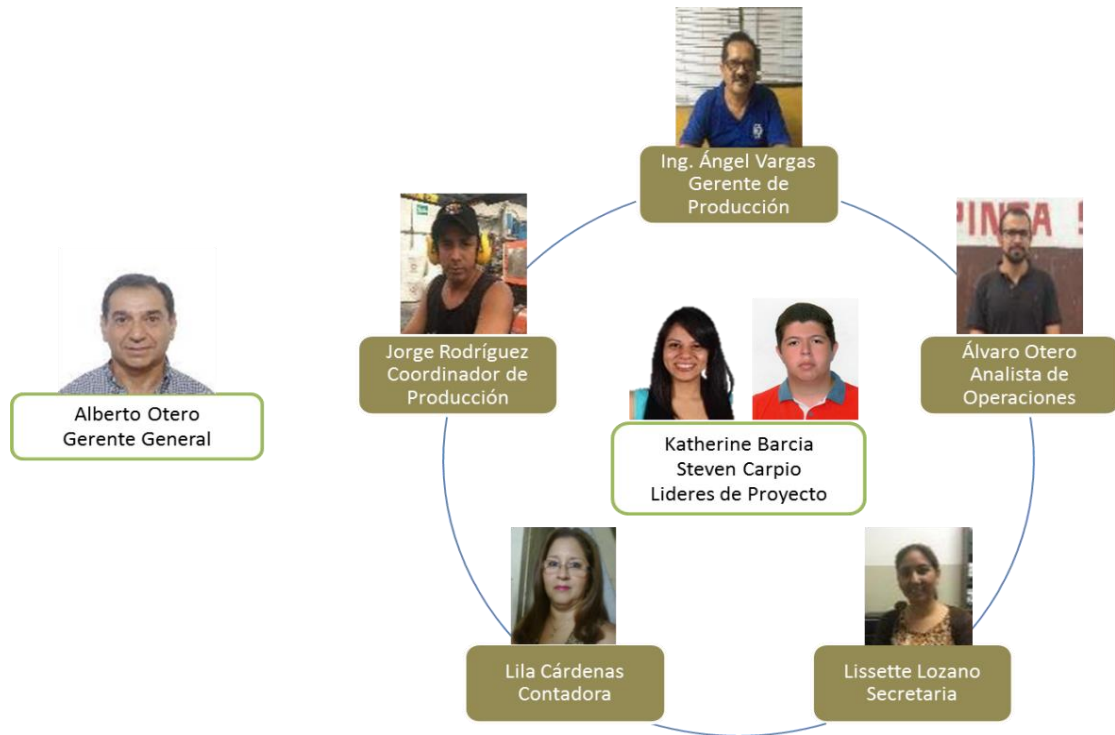 Ing. Ángel Vargas
Gerente de
Producción
PINTA S
Jorge Rodríguez
Coordinador de
Producción
Álvaro Otero
Analista de
Operaciones
Alberto Otero
Gerente General
Katherine Barcia
Steven Carpio
Lideres de Proyecto
Lila Cárdenas
Contadora
Lissette Lozano
Secretaria